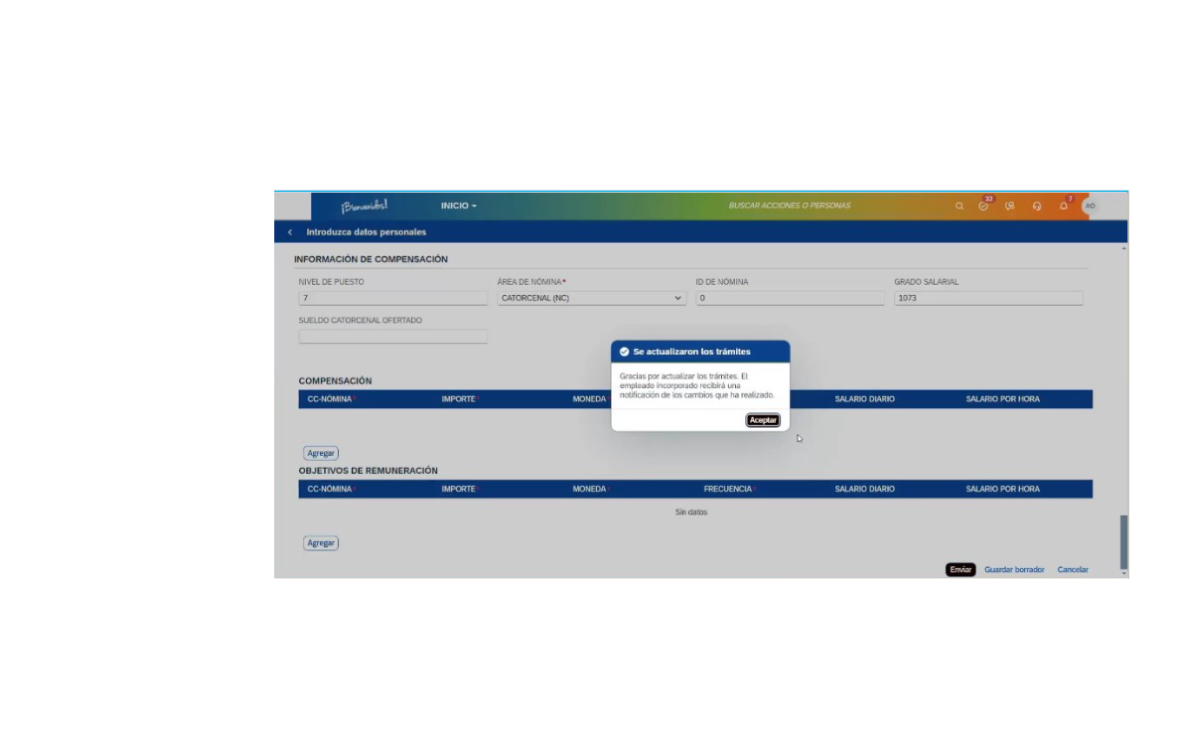 ¡Bienvenid@s!
INICIO
BUSCAR ACCIONES O PERSONAS
33
7
RO
Introduzca datos personales
INFORMACIÓN DE COMPENSACIÓN
NIVEL DE PUESTO
ÁREA DE NÓMINA*
ID DE NÓMINA
GRADO SALARIAL
7
CATORCENAL (NC)
0
1073
SUELDO CATORCENAL OFERTADO
Se actualizaron los trámites
Gracias por actualizar los trámites. El
empleado incorporado recibirá una
notificación de los cambios que ha realizado.
Aceptar
COMPENSACIÓN
CC-NÓMINA*
IMPORTE*
MONEDA
SALARIO DIARIO
SALARIO POR HORA
Agregar
OBJETIVOS DE REMUNERACIÓN
CC-NÓMINA*
IMPORTE*
MONEDA*
FRECUENCIA*
SALARIO DIARIO
SALARIO POR HORA
Sin datos
Agregar
Enviar
Guardar borrador
Cancelar